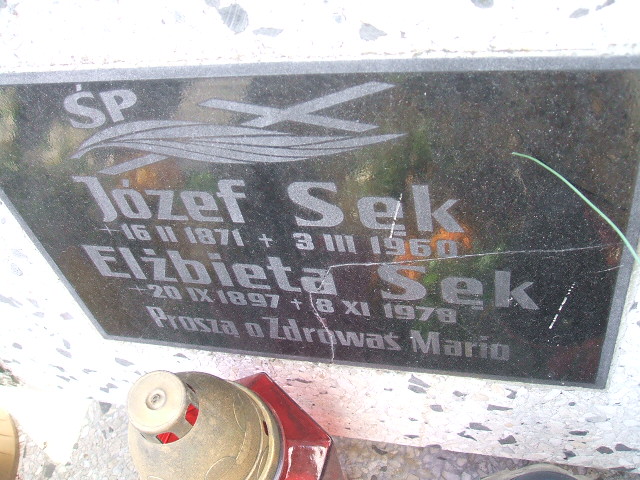 ŚP
Józef Sęk
+16 II 1871 + 3 III 1960
Elżbieta Sęk
+20 IX 1897 + 8 XI 1978
Proszą o Zdrowaś Mario